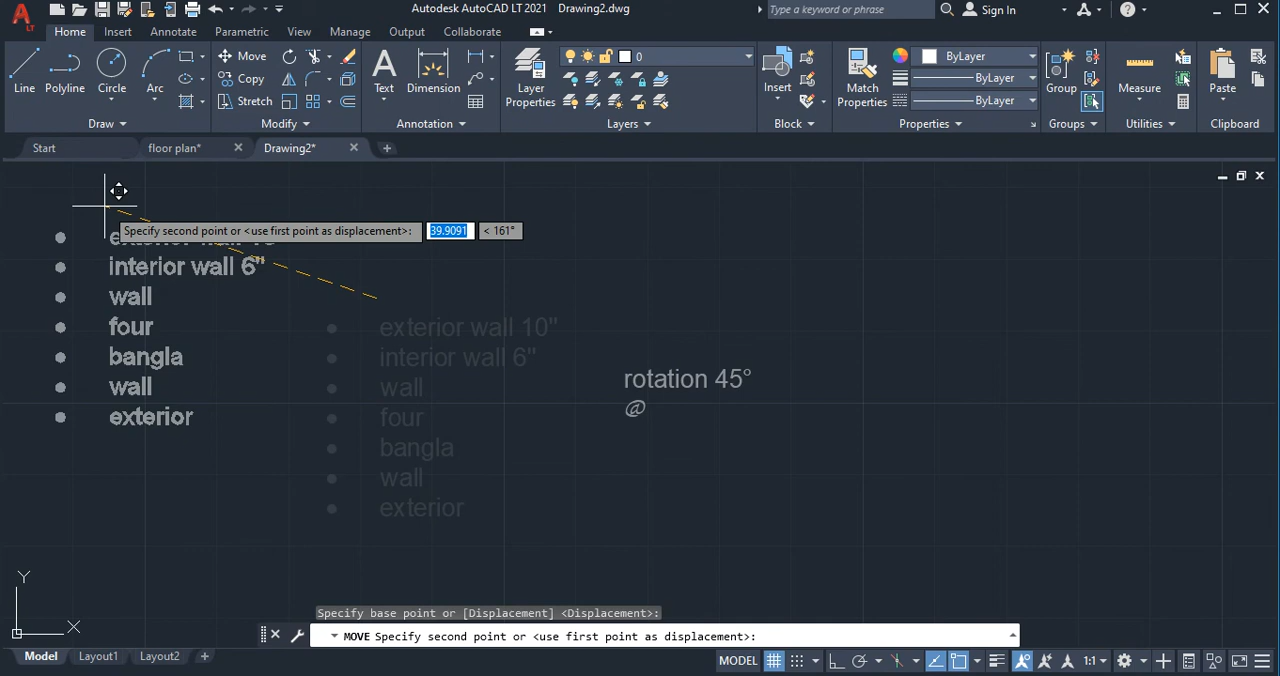 Autodesk AutoCAD LT 2021 Drawing2.dwg
Type a keyword or phrase
Sign In
LT
Home Insert Annotate Parametric View Manage Output Collaborate
Line Polyline Circle Arc
Move
Copy
Stretch
Text Dimension
Layer
Properties
0
Insert
Match
Properties
ByLayer
ByLayer
ByLayer
Group Measure Paste
Draw Modify Annotation Layers Block Properties Groups Utilities Clipboard
Start floor plan* Drawing2*
Specify second point or <use first point as displacement>: 39.9091 < 161°
interior wall 6"
wall
four
bangla
wall
exterior
exterior wall 10"
interior wall 6"
wall
four
bangla
wall
exterior
rotation 45°
@
Y
X
Specify base point or [Displacement] <Displacement>:
MOVE Specify second point or <use first point as displacement>:
Model Layout1 Layout2
MODEL 1:1